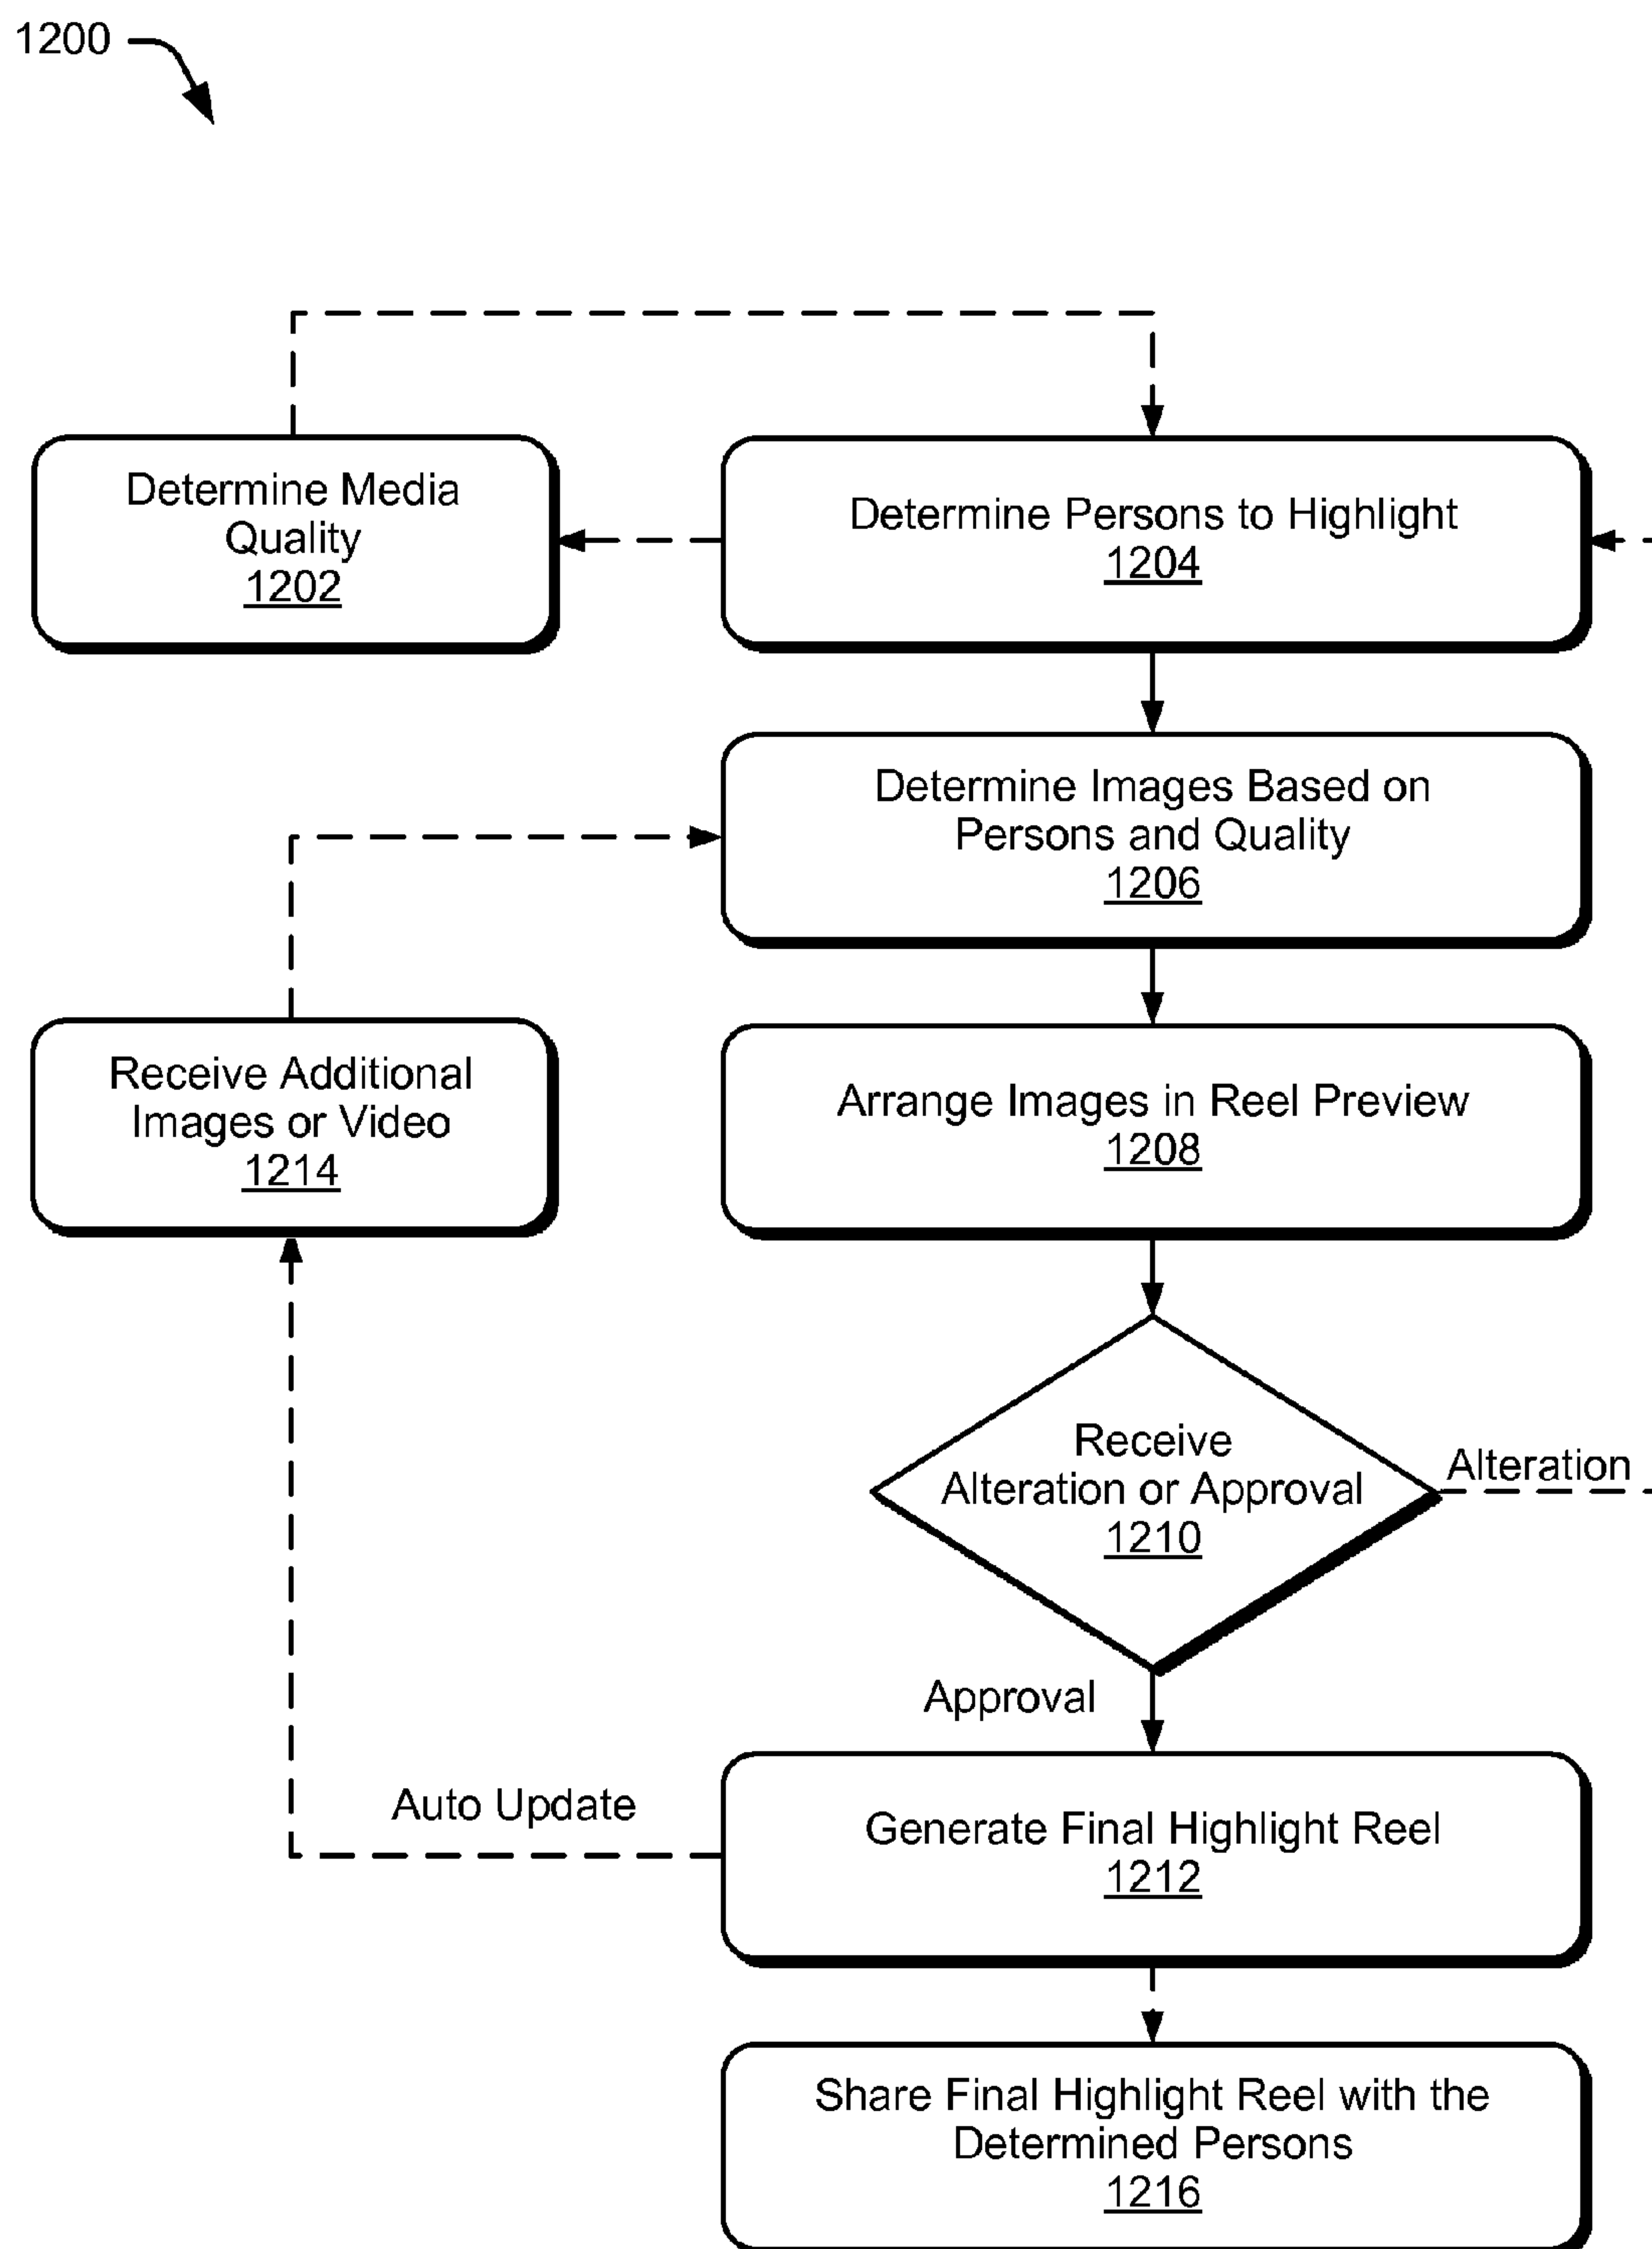 1200
Determine Media
Quality
1202
Determine Persons to Highlight
1204
Determine Images Based on
Persons and Quality
1206
Receive Additional
Images or Video
1214
Arrange Images in Reel Preview
1208
Receive
Alteration or Approval
1210
Alteration
Approval
Auto Update
Generate Final Highlight Reel
1212
Share Final Highlight Reel with the
Determined Persons
1216